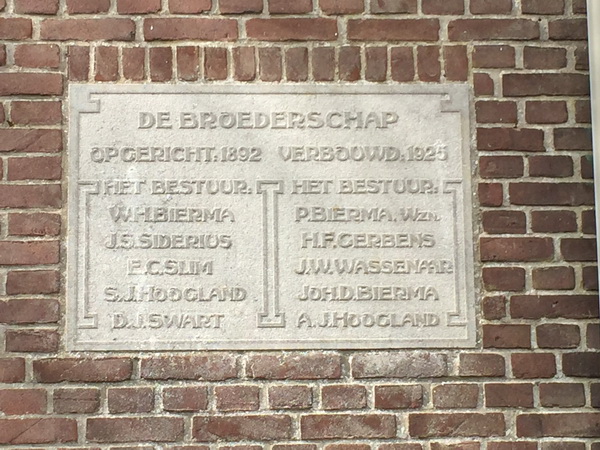 DE BROEDERSCHAP
OPGERICHT: 1892 VERBOUWD: 1925
HET BESTUUR:
W.H. BIERMA
J.S. SIDERIUS
E.C. SLIM
S.J. HOOGLAND
D.J. SWART
HET BESTUUR:
P. BIERMA, WZN.
H.F. GERBENS
J.W. WASSENAAR
JOH. D. BIERMA
A.J. HOOGLAND